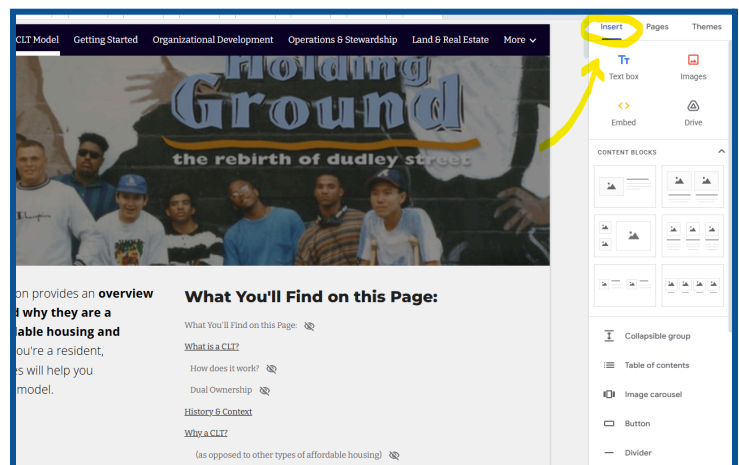 CLT Model Getting Started Organizational Development Operations & Stewardship Land & Real Estate More
Holding
Ground
the rebirth of dudley street
Champion
on provides an overview
d why they are a
lable housing and
ou're a resident,
es will help you
model.
What You'll Find on this Page:
What You'll Find on this Page:
What is a CLT?
How does it work?
Dual Ownership
History & Context
Why a CLT?
(as opposed to other types of affordable housing)
Insert Pages Themes
Text box Images
Embed Drive
CONTENT BLOCKS
Collapsible group
Table of contents
Image carousel
Button
Divider